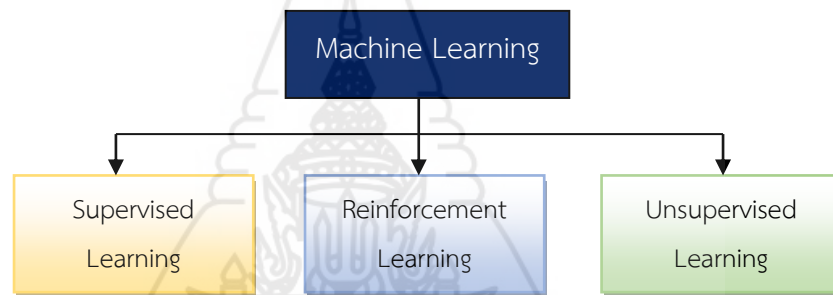 Machine Learning
Supervised
Learning
Reinforcement
Learning
Unsupervised
Learning